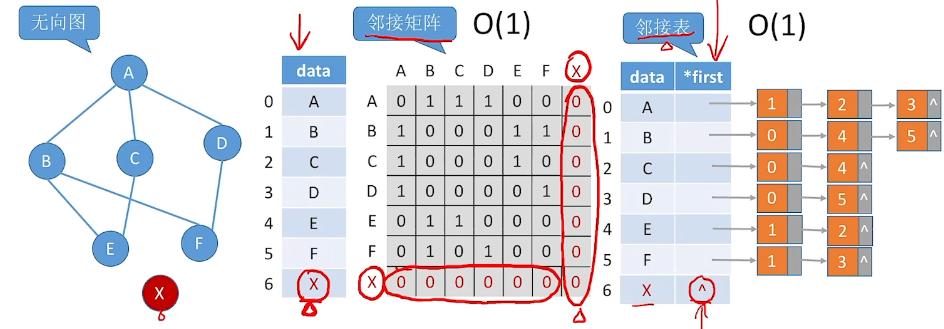 无向图
A
B
C
D
E
F
X
data
0 A
1 B
2 C
3 D
4 E
5 F
6 X
邻接矩阵 O(1)
A B C D E F X
A 0 1 1 1 0 0 0
B 1 0 0 0 1 1 0
C 1 0 0 0 1 0 0
D 1 0 0 0 0 1 0
E 0 1 1 0 0 0 0
F 0 1 0 1 0 0 0
X 0 0 0 0 0 0 0
邻接表 O(1)
data *first
0 A 1 2 3 ^
1 B 0 4 5 ^
2 C 0 4 ^
3 D 0 5 ^
4 E 1 2 ^
5 F 1 3 ^
6 X ^